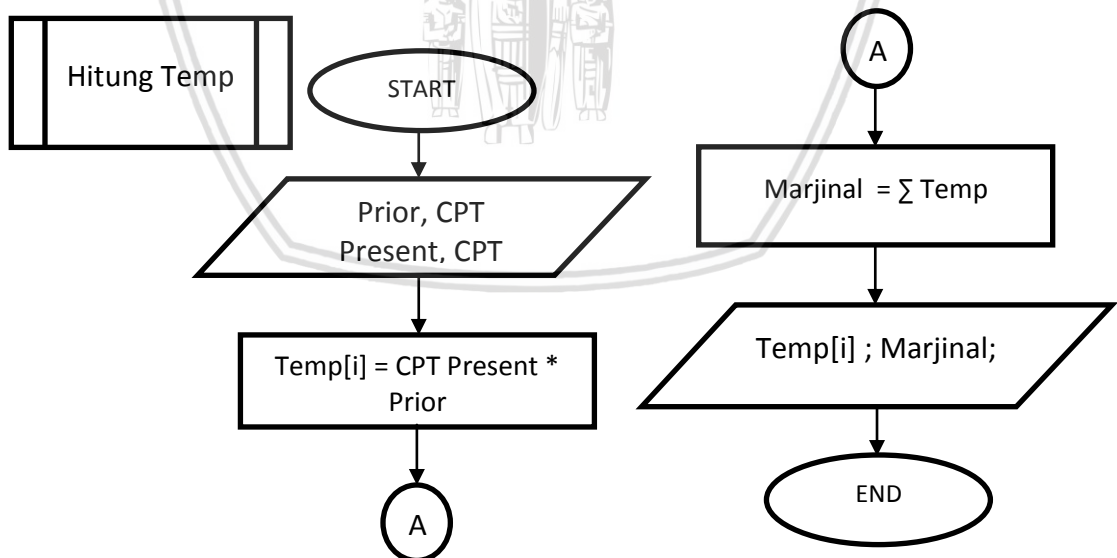 Hitung Temp
START
Prior, CPT
Present, CPT
Temp[i] = CPT Present *
Prior
A
A
Marjinal = ∑ Temp
Temp[i] ; Marjinal;
END